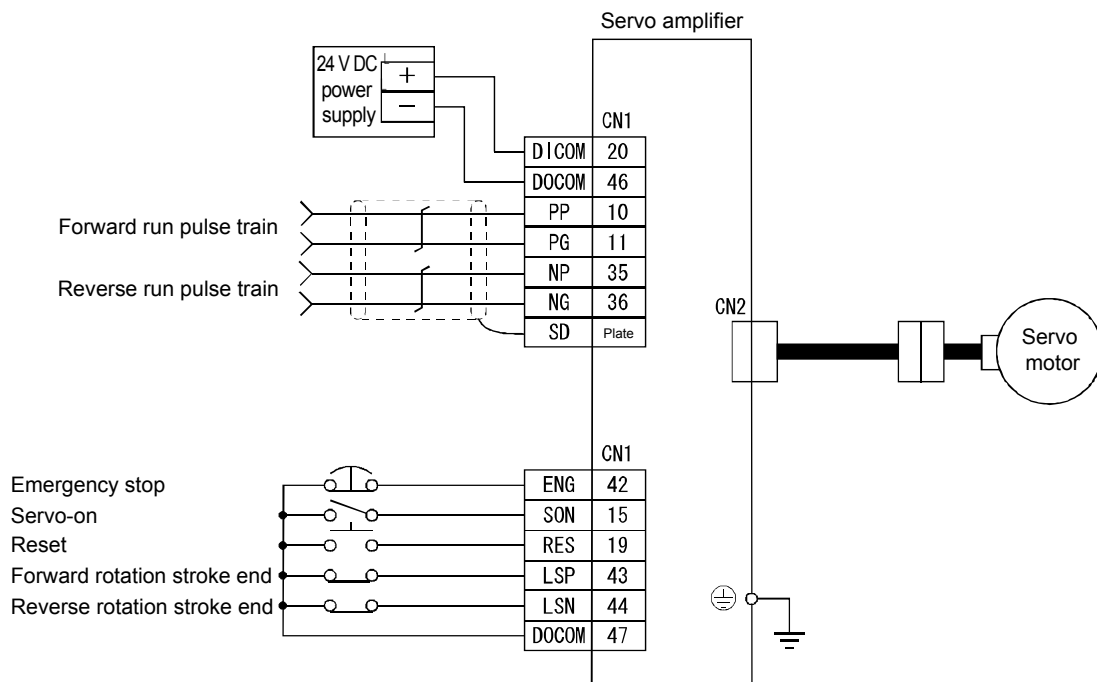 Servo amplifier
24 V DC
power
supply
+
−
CN1
DICOM 20
DOCOM 46
PP 10
PG 11
NP 35
NG 36
SD Plate
Forward run pulse train
Reverse run pulse train
CN2
Servo
motor
CN1
Emergency stop ENG 42
Servo-on SON 15
Reset RES 19
Forward rotation stroke end LSP 43
Reverse rotation stroke end LSN 44
DOCOM 47